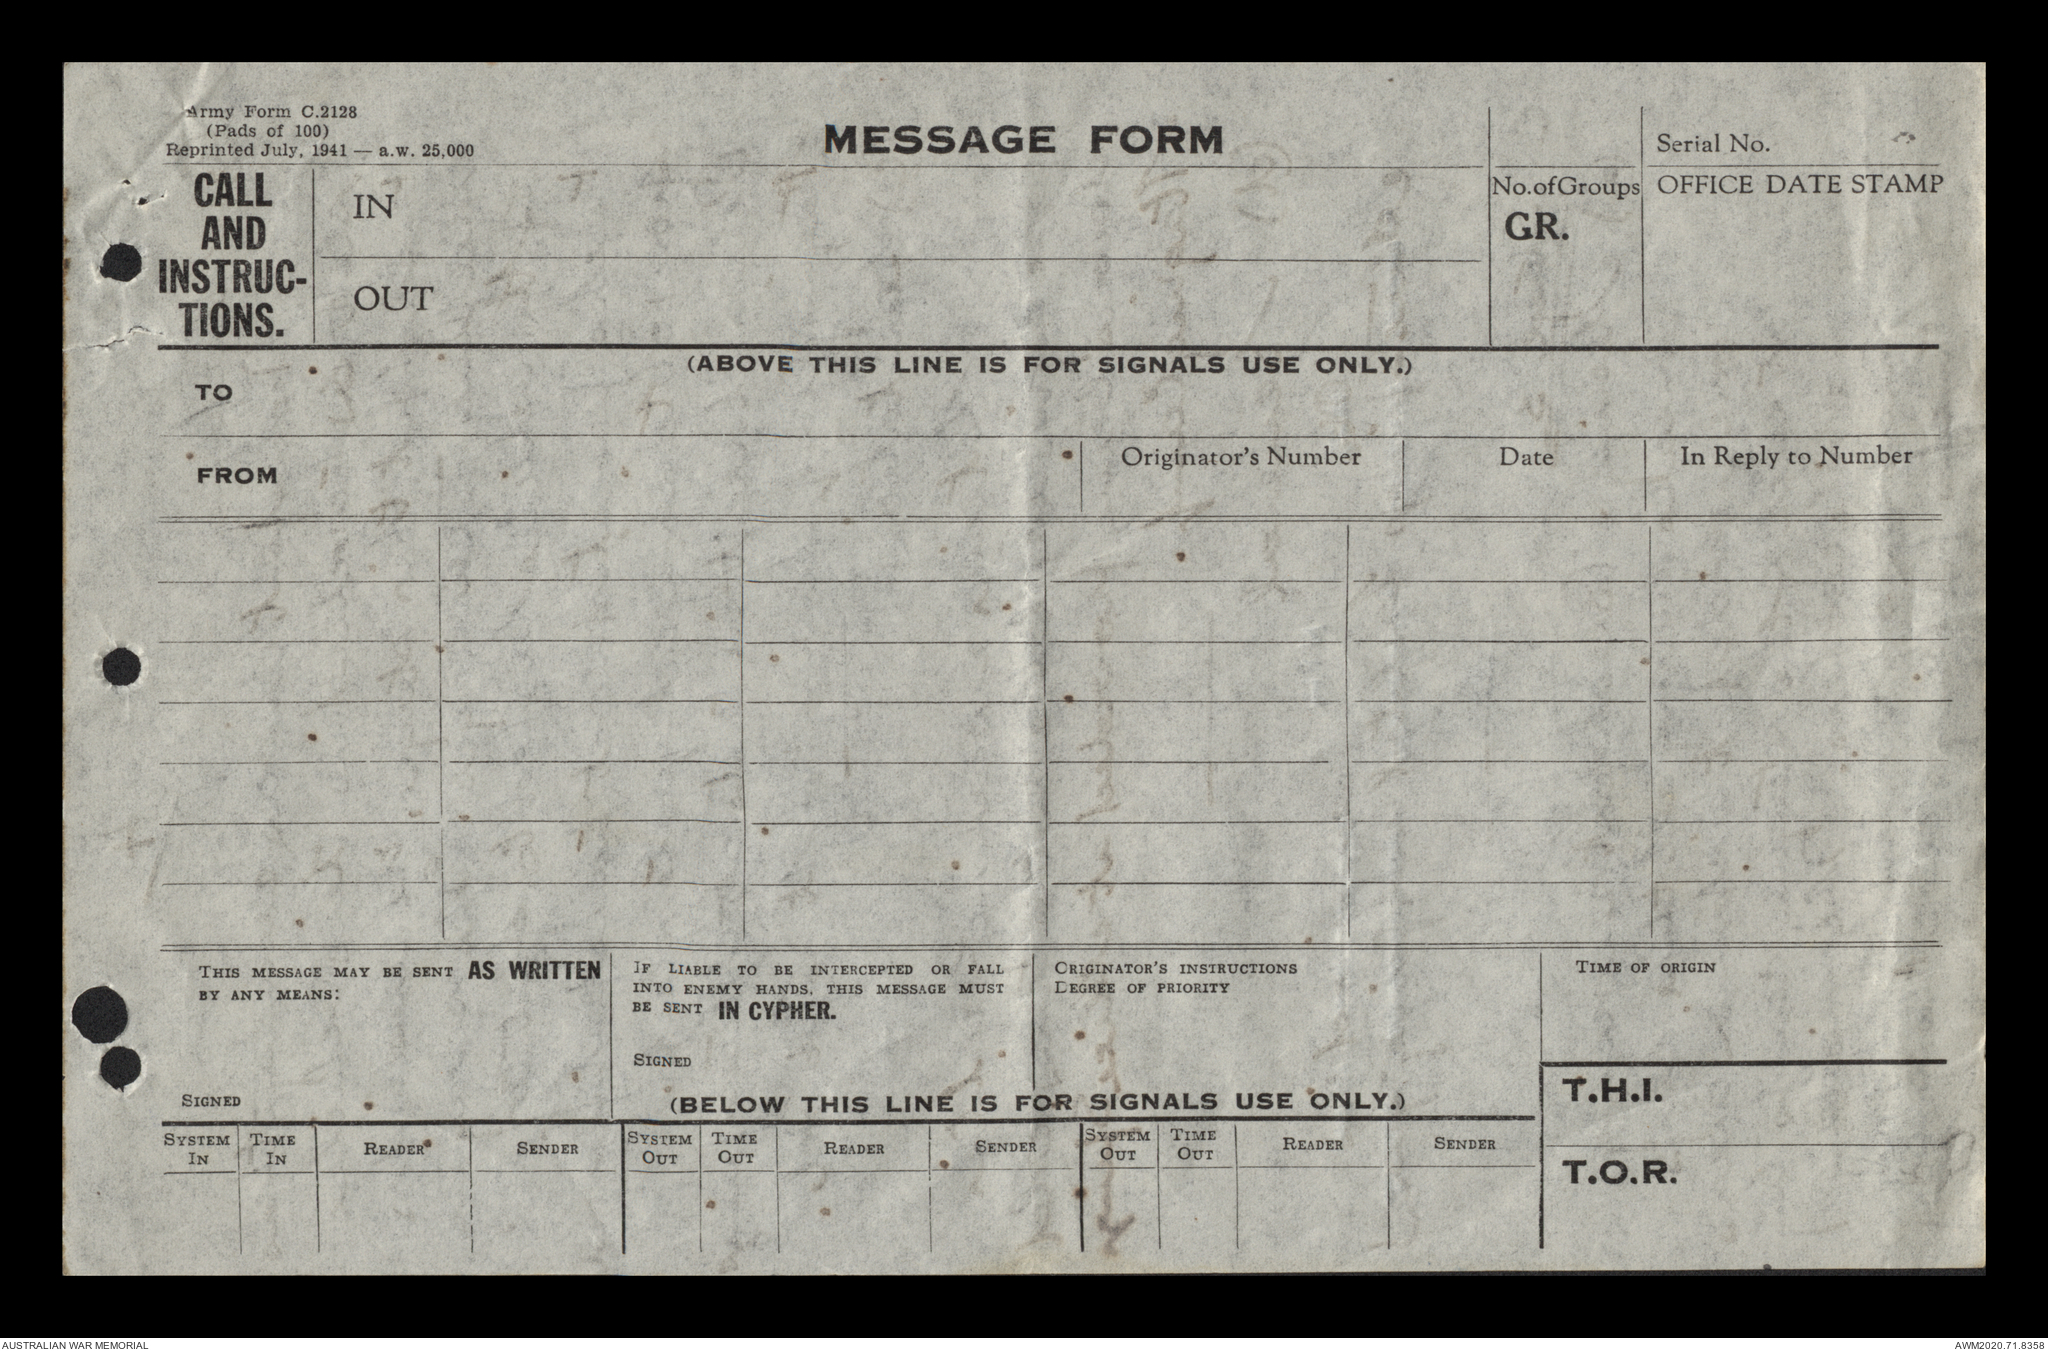 Army Form C.2128
(Pads of 100)
Reprinted July, 1941 — a.w. 25,000
MESSAGE FORM
Serial No.
CALL
AND
INSTRUC-
TIONS.
IN
OUT
No.ofGroups
GR.
OFFICE DATE STAMP
(ABOVE THIS LINE IS FOR SIGNALS USE ONLY.)
TO
FROM
Originator's Number
Date
In Reply to Number
THIS MESSAGE MAY BE SENT AS WRITTEN
BY ANY MEANS:
SIGNED
IF LIABLE TO BE INTERCEPTED OR FALL
INTO ENEMY HANDS, THIS MESSAGE MUST
BE SENT IN CYPHER.
SIGNED
ORIGINATOR'S INSTRUCTIONS
DEGREE OF PRIORITY
TIME OF ORIGIN
(BELOW THIS LINE IS FOR SIGNALS USE ONLY.)
T.H.I.
T.O.R.
SYSTEM IN
TIME IN
READER
SENDER
SYSTEM OUT
TIME OUT
READER
SENDER
SYSTEM OUT
TIME OUT
READER
SENDER
AUSTRALIAN WAR MEMORIAL
AWM2020.71.8358